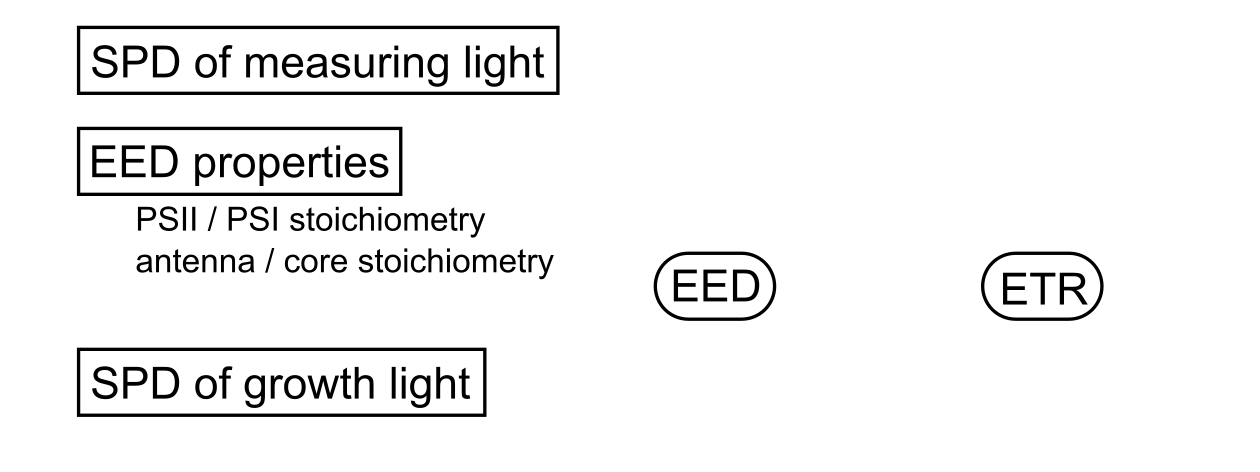 SPD of measuring light
EED properties
PSII / PSI stoichiometry
antenna / core stoichiometry
EED
ETR
SPD of growth light